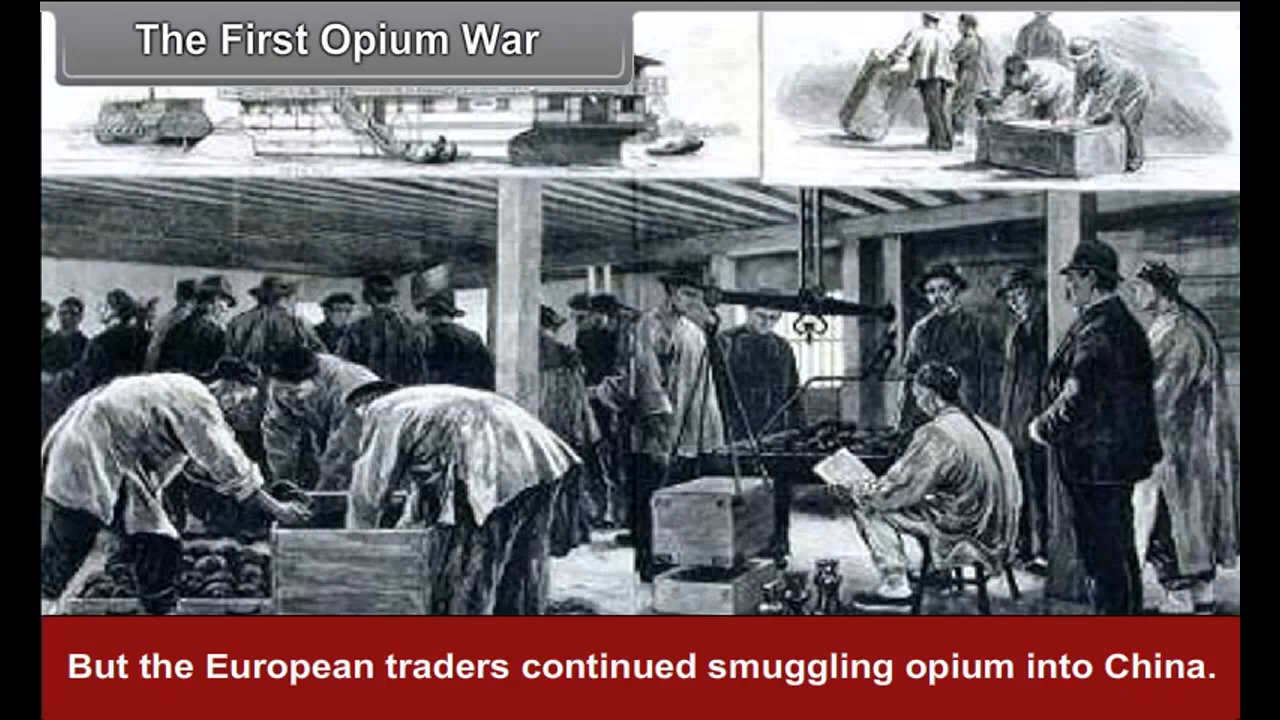 The First Opium War
But the European traders continued smuggling opium into China.